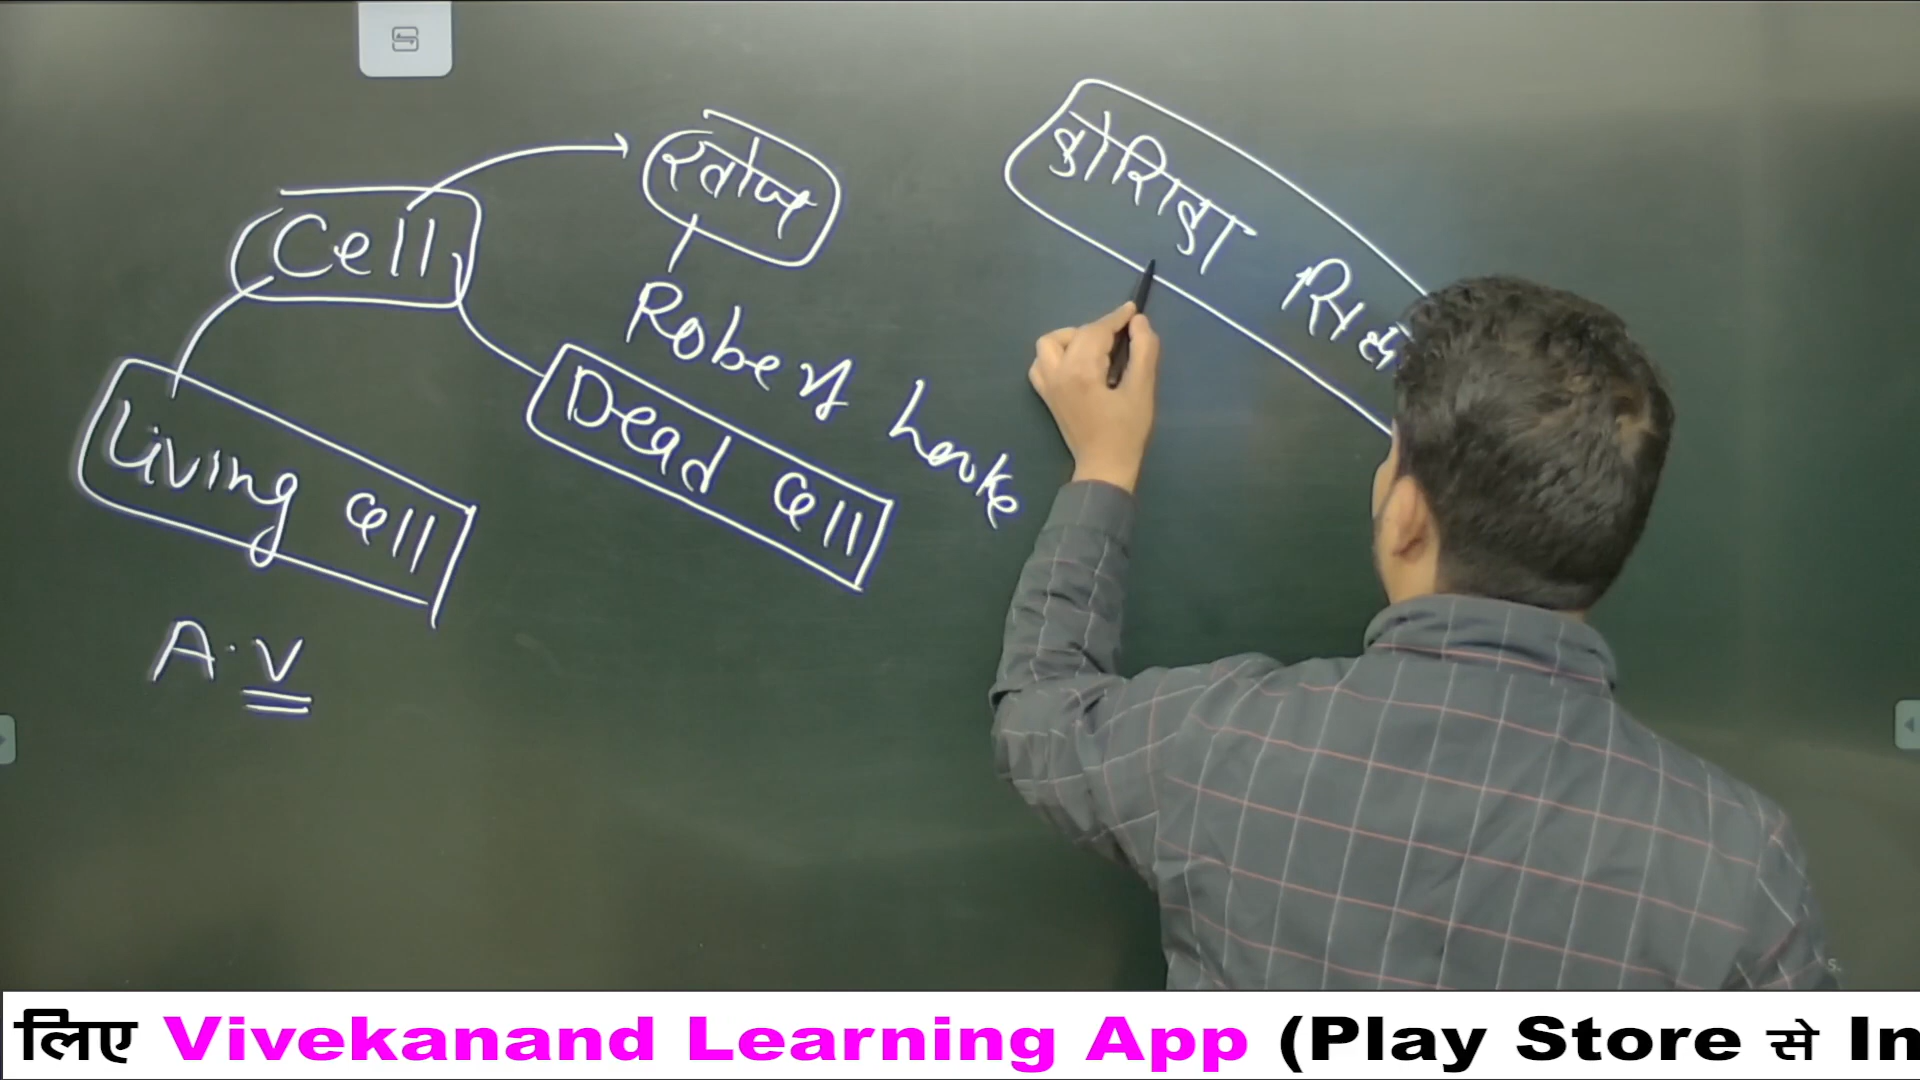 Cell
खोज
Robert hooke
Living cell
Dead cell
A.V
कोशिका सिद्धां
लिए Vivekanand Learning App (Play Store से In